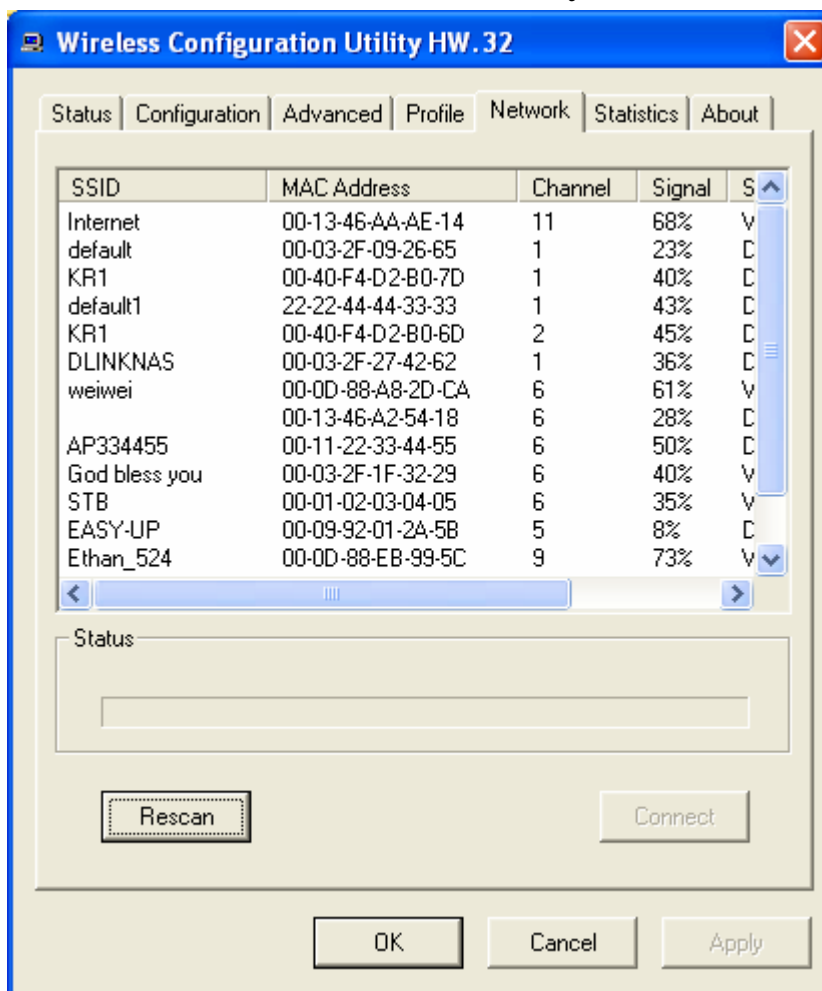 Wireless Configuration Utility HW.32
Status Configuration Advanced Profile Network Statistics About
SSID MAC Address Channel Signal S
Internet 00-13-46-AA-AE-14 11 68%
default 00-03-2F-09-26-65 1 23%
KR1 00-40-F4-D2-B0-7D 1 40%
default1 22-22-44-44-33-33 1 43%
KR1 00-40-F4-D2-B0-6D 2 45%
DLINKNAS 00-03-2F-27-42-62 1 36%
weiwei 00-0D-88-A8-2D-CA 6 61%
00-13-46-A2-54-18 6 28%
AP334455 00-11-22-33-44-55 6 50%
God bless you 00-03-2F-1F-32-29 6 40%
STB 00-01-02-03-04-05 6 35%
EASY-UP 00-09-92-01-2A-5B 5 8%
Ethan_524 00-0D-88-EB-99-5C 9 73%
Status
Rescan Connect
OK Cancel Apply